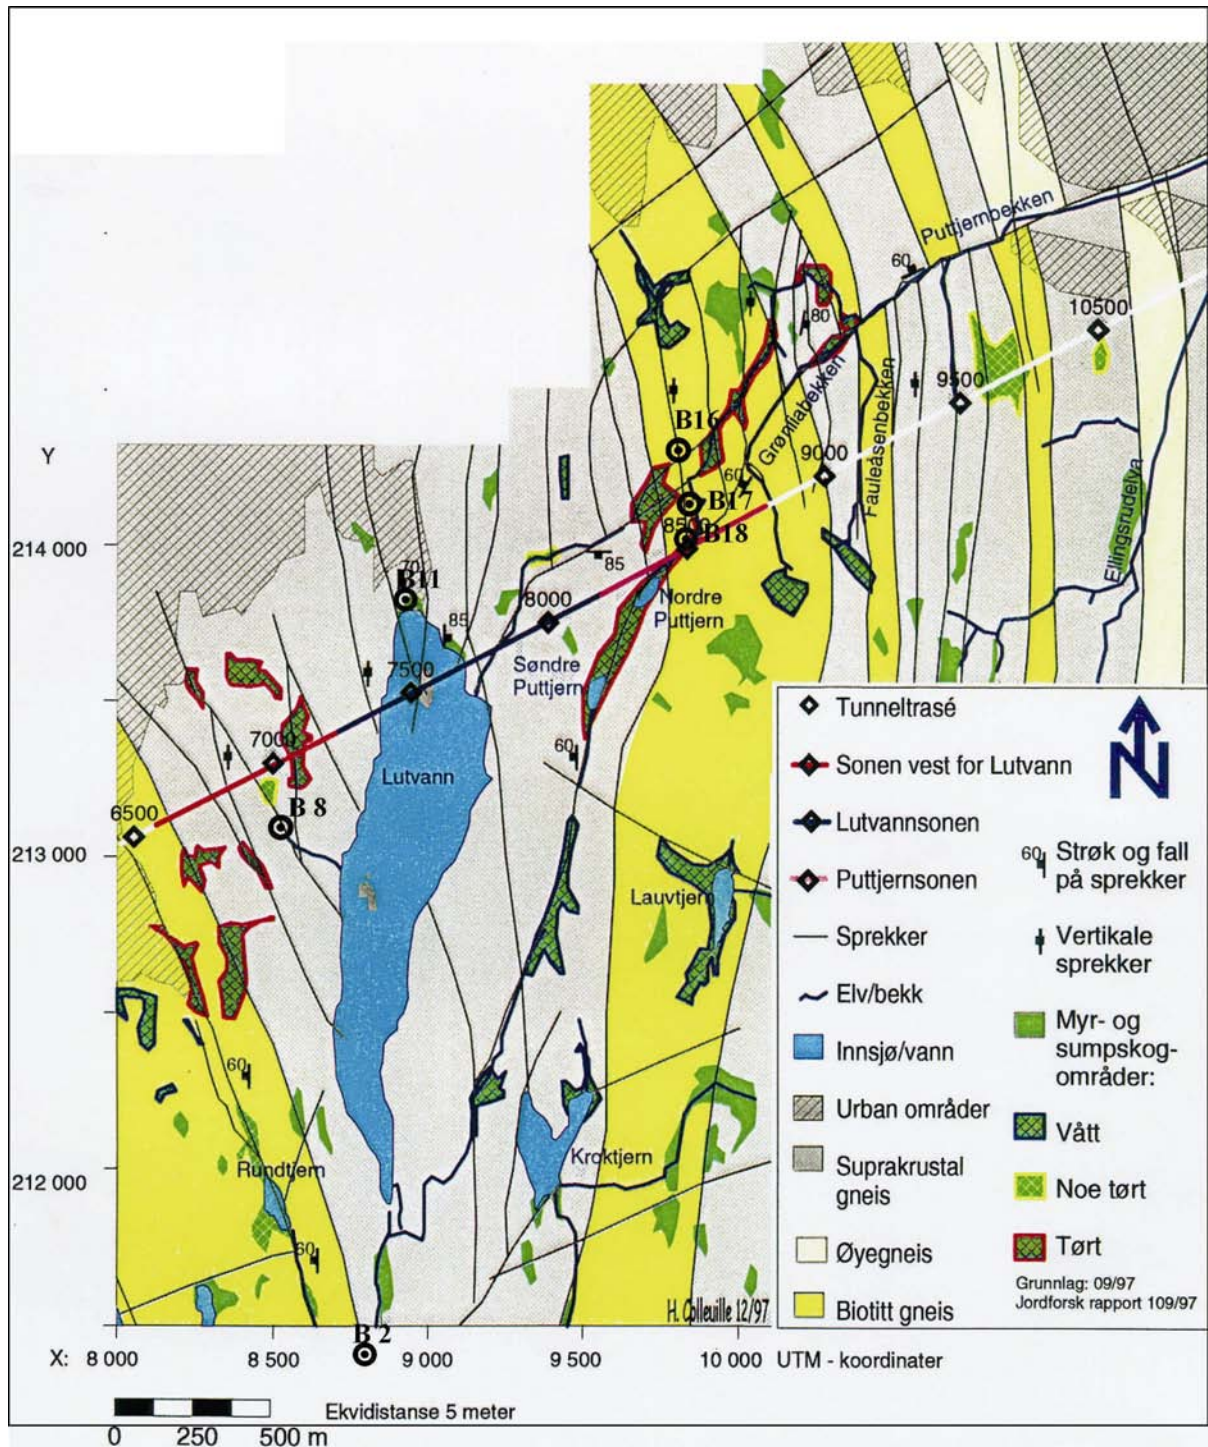 Puttjernbekken
60
10500
80
9500
B16
Grønliabekken
Fauleåsenbekken
9000
60
B17
Y
8500
B18
Ellingsrudelva
214 000
70
B11
85
Nordre
Puttjern
8000
85
Søndre
Puttjern
7500
7000
60
Lutvann
6500
B 8
213 000
Lauvtjern
60
Rundtjern
Kroktjern
212 000
60
H. Colleuille 12/97
B 2
X: 8 000 8 500 9 000 9 500 10 000 UTM - koordinater
Ekvidistanse 5 meter
0 250 500 m
Tunneltrasé
Sonen vest for Lutvann
Lutvannsonen
Puttjernsonen
Sprekker
Elv/bekk
Innsjø/vann
Urban områder
Suprakrustal
gneis
Øyegneis
Biotitt gneis
N
60
Strøk og fall
på sprekker
Vertikale
sprekker
Myr- og
sumpskog-
områder:
Vått
Noe tørt
Tørt
Grunnlag: 09/97
Jordforsk rapport 109/97